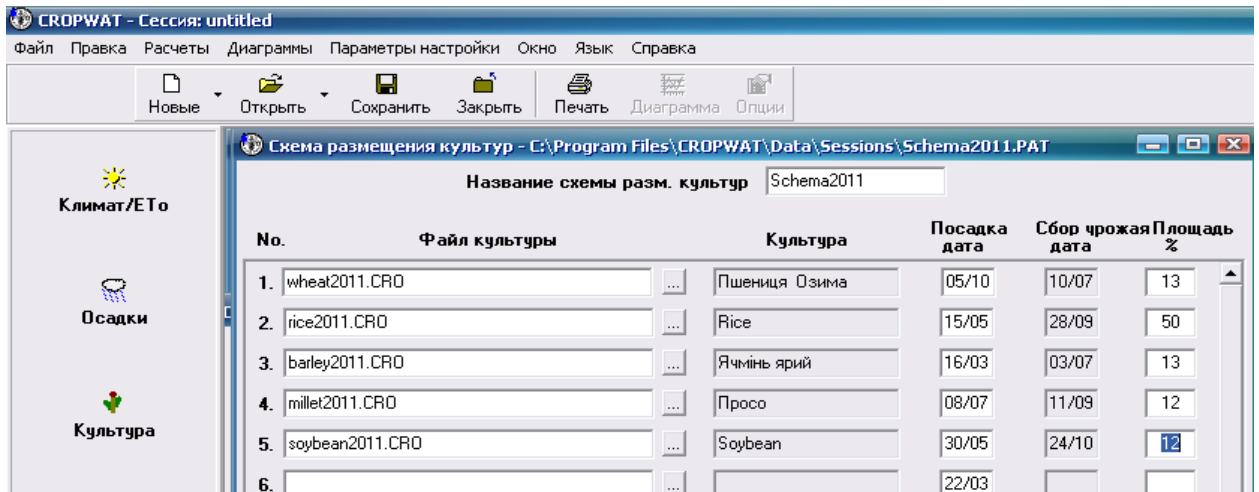 CROPWAT - Сессия: untitled
Файл Правка Расчеты Диаграммы Параметры настройки Окно Язык Справка
Новые Открыть Сохранить Закрыть Печать Диаграмма Опции
Схема размещения культур - C:\Program Files\CROPWAT\Data\Sessions\Schema2011.PAT
Климат/ETo
Осадки
Культура
Название схемы разм. культур Schema2011
No. Файл культуры Культура Посадка дата Сбор урожая дата Площадь %
1. wheat2011.CRO ... Пшениця Озима 05/10 10/07 13
2. rice2011.CRO ... Rice 15/05 28/09 50
3. barley2011.CRO ... Ячмінь ярий 16/03 03/07 13
4. millet2011.CRO ... Просо 08/07 11/09 12
5. soybean2011.CRO ... Soybean 30/05 24/10 12
6. ... 22/03